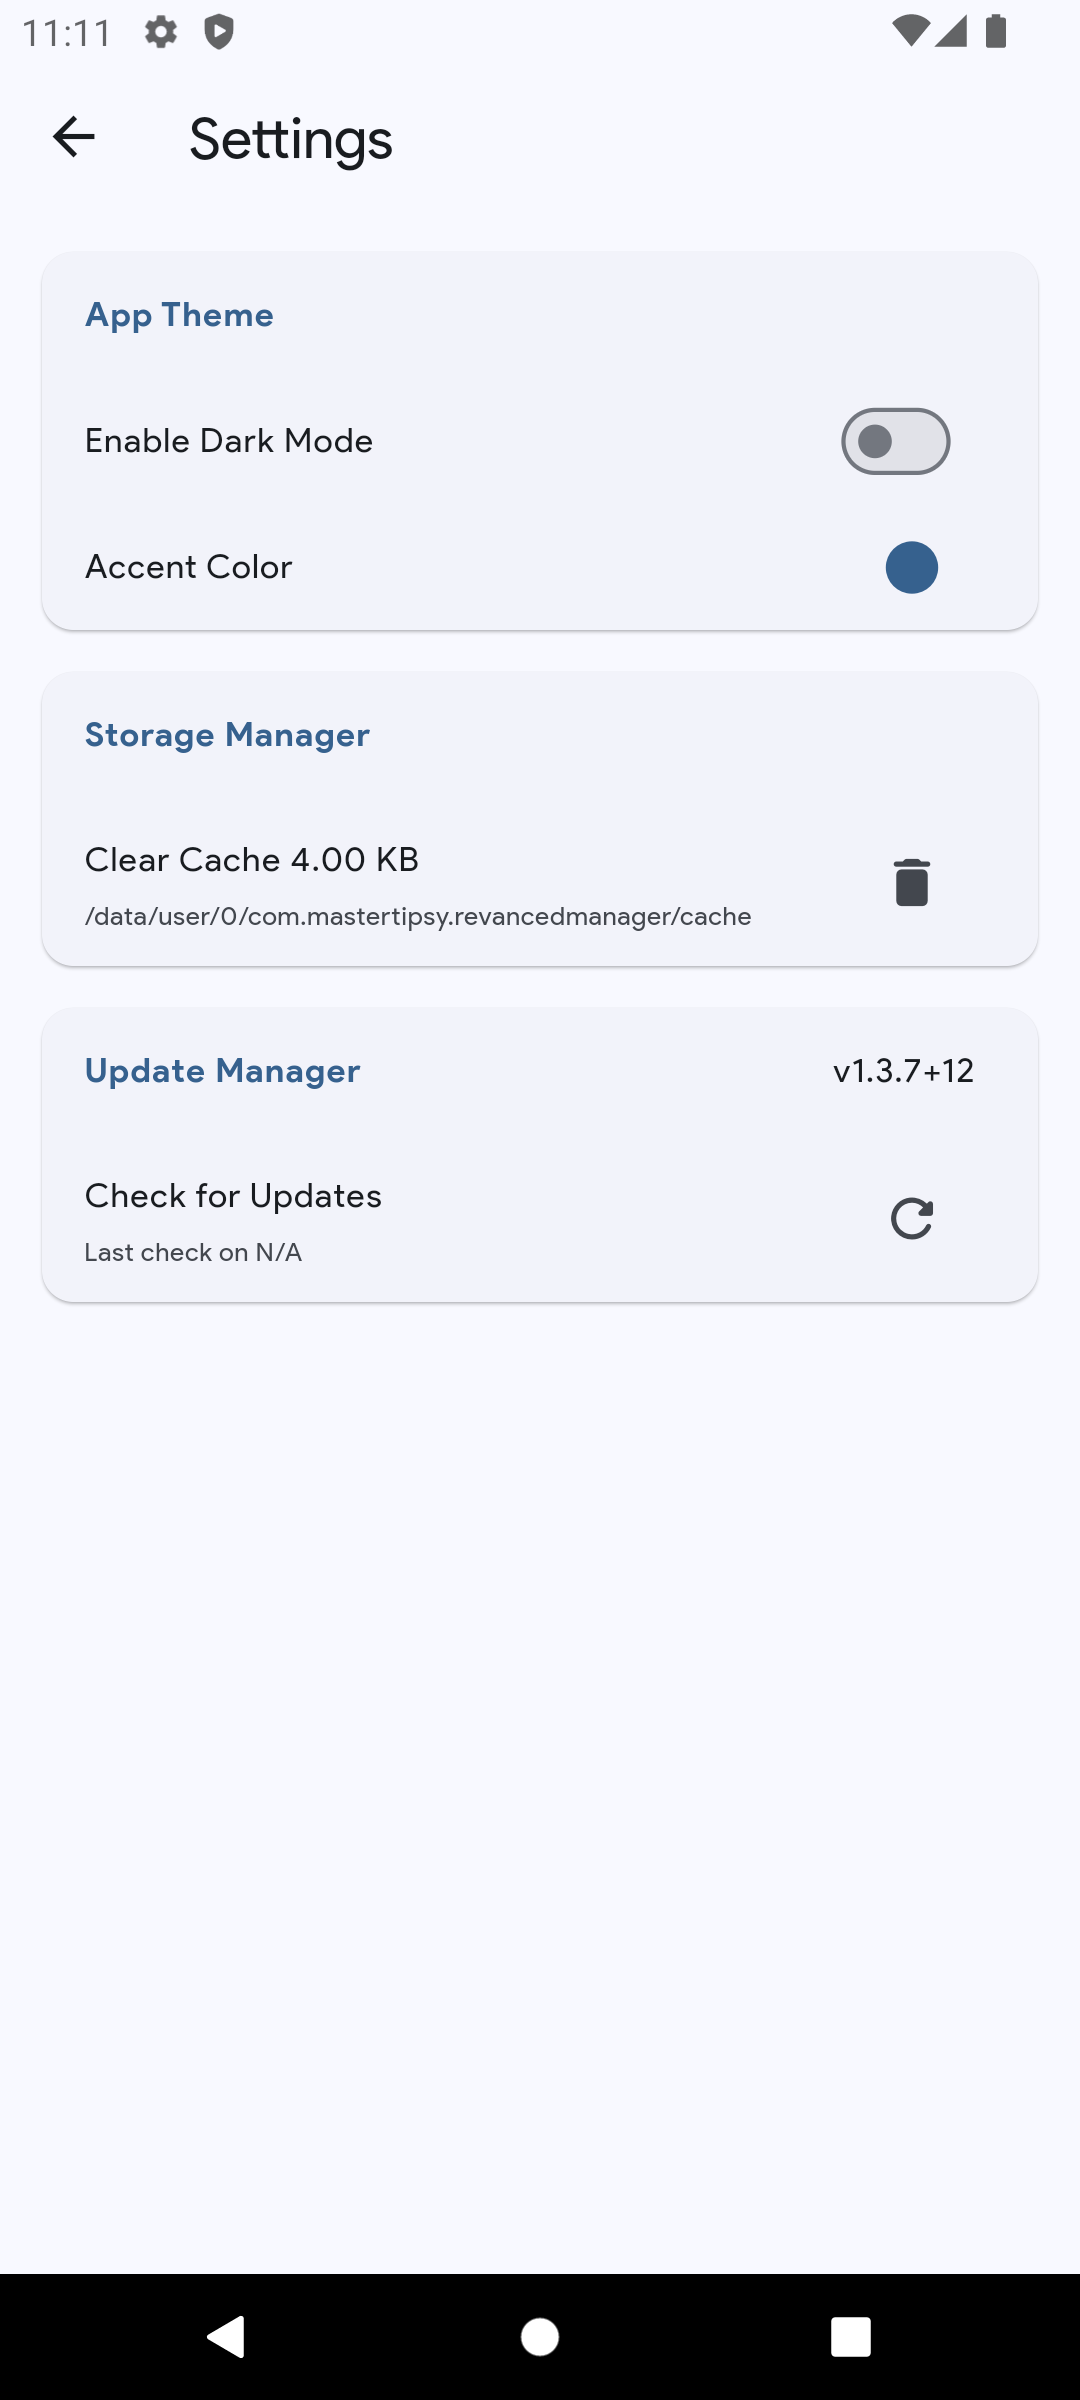 11:11
Settings
App Theme
Enable Dark Mode
Accent Color
Storage Manager
Clear Cache 4.00 KB
/data/user/0/com.mastertipsy.revancedmanager/cache
Update Manager
v1.3.7+12
Check for Updates
Last check on N/A